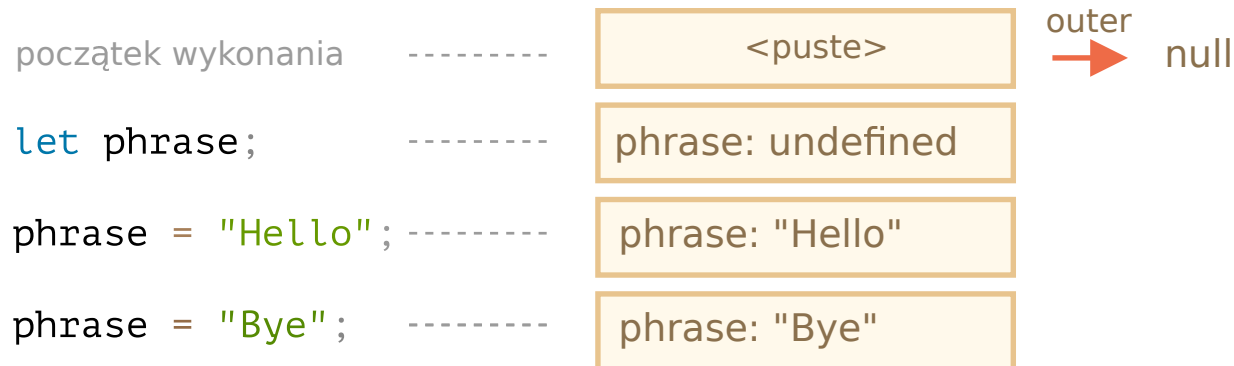 początek wykonania --------- <puste> outer null
let phrase; --------- phrase: undefined
phrase = "Hello"; --------- phrase: "Hello"
phrase = "Bye"; --------- phrase: "Bye"